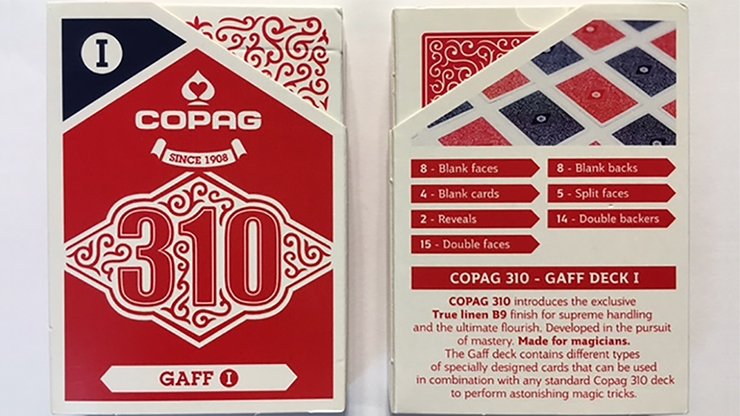 I
COPAG
SINCE 1908
310
GAFF I
8 - Blank faces
8 - Blank backs
4 - Blank cards
5 - Split faces
2 - Reveals
14 - Double backers
15 - Double faces
COPAG 310 - GAFF DECK I
COPAG 310 introduces the exclusive
True linen B9 finish for supreme handling
and the ultimate flourish. Developed in the pursuit
of mastery. Made for magicians.
The Gaff deck contains different types
of specially designed cards that can be used
in combination with any standard Copag 310 deck
to perform astonishing magic tricks.